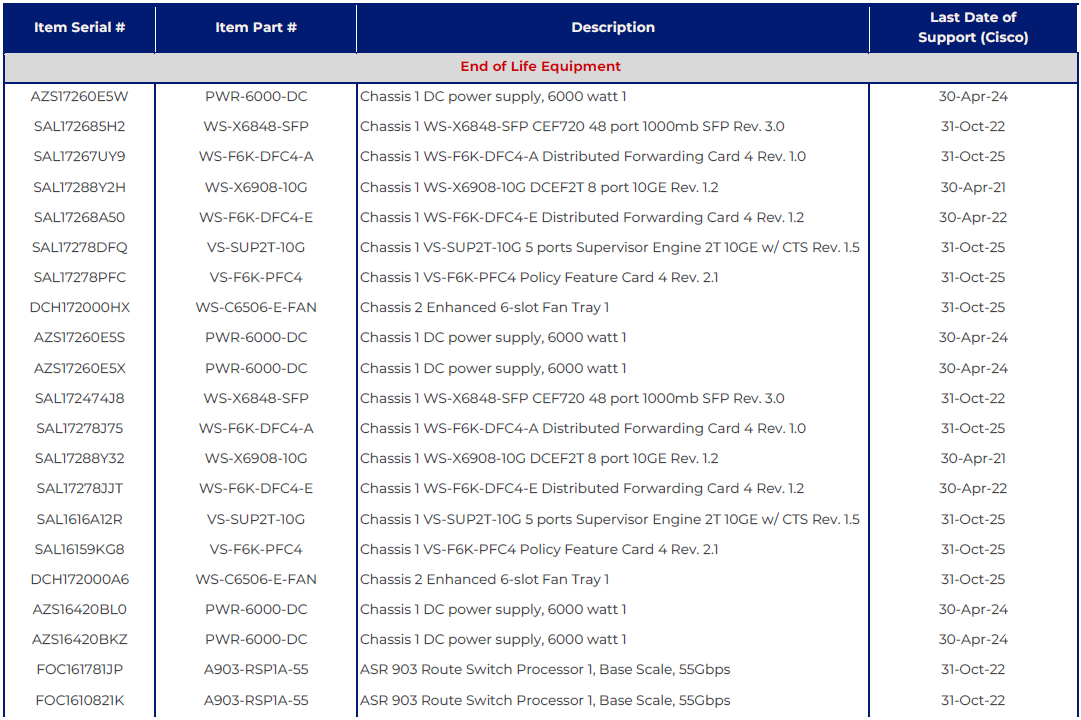 Item Serial # Item Part # Description Last Date of Support (Cisco)
End of Life Equipment
AZS17260E5W PWR-6000-DC Chassis 1 DC power supply, 6000 watt 1 30-Apr-24
SAL172685H2 WS-X6848-SFP Chassis 1 WS-X6848-SFP CEF720 48 port 1000mb SFP Rev. 3.0 31-Oct-22
SAL17267UY9 WS-F6K-DFC4-A Chassis 1 WS-F6K-DFC4-A Distributed Forwarding Card 4 Rev. 1.0 31-Oct-25
SAL17288Y2H WS-X6908-10G Chassis 1 WS-X6908-10G DCEF2T 8 port 10GE Rev. 1.2 30-Apr-21
SAL17268A50 WS-F6K-DFC4-E Chassis 1 WS-F6K-DFC4-E Distributed Forwarding Card 4 Rev. 1.2 30-Apr-22
SAL17278DFQ VS-SUP2T-10G Chassis 1 VS-SUP2T-10G 5 ports Supervisor Engine 2T 10GE w/ CTS Rev. 1.5 31-Oct-25
SAL17278PFC VS-F6K-PFC4 Chassis 1 VS-F6K-PFC4 Policy Feature Card 4 Rev. 2.1 31-Oct-25
DCH172000HX WS-C6506-E-FAN Chassis 2 Enhanced 6-slot Fan Tray 1 31-Oct-25
AZS17260E5S PWR-6000-DC Chassis 1 DC power supply, 6000 watt 1 30-Apr-24
AZS17260E5X PWR-6000-DC Chassis 1 DC power supply, 6000 watt 1 30-Apr-24
SAL172474J8 WS-X6848-SFP Chassis 1 WS-X6848-SFP CEF720 48 port 1000mb SFP Rev. 3.0 31-Oct-22
SAL17278J75 WS-F6K-DFC4-A Chassis 1 WS-F6K-DFC4-A Distributed Forwarding Card 4 Rev. 1.0 31-Oct-25
SAL17288Y32 WS-X6908-10G Chassis 1 WS-X6908-10G DCEF2T 8 port 10GE Rev. 1.2 30-Apr-21
SAL17278JJT WS-F6K-DFC4-E Chassis 1 WS-F6K-DFC4-E Distributed Forwarding Card 4 Rev. 1.2 30-Apr-22
SAL1616A12R VS-SUP2T-10G Chassis 1 VS-SUP2T-10G 5 ports Supervisor Engine 2T 10GE w/ CTS Rev. 1.5 31-Oct-25
SAL16159KG8 VS-F6K-PFC4 Chassis 1 VS-F6K-PFC4 Policy Feature Card 4 Rev. 2.1 31-Oct-25
DCH172000A6 WS-C6506-E-FAN Chassis 2 Enhanced 6-slot Fan Tray 1 31-Oct-25
AZS16420BL0 PWR-6000-DC Chassis 1 DC power supply, 6000 watt 1 30-Apr-24
AZS16420BKZ PWR-6000-DC Chassis 1 DC power supply, 6000 watt 1 30-Apr-24
FOC161781JP A903-RSP1A-55 ASR 903 Route Switch Processor 1, Base Scale, 55Gbps 31-Oct-22
FOC1610821K A903-RSP1A-55 ASR 903 Route Switch Processor 1, Base Scale, 55Gbps 31-Oct-22